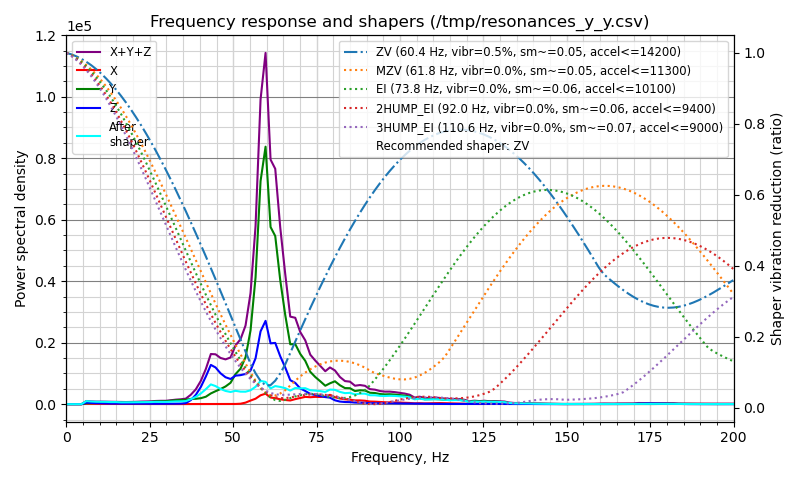 Frequency response and shapers (/tmp/resonances_y_y.csv)
1e5
X+Y+Z
X
Y
Z
After
shaper
ZV (60.4 Hz, vibr=0.5%, sm~=0.05, accel<=14200)
MZV (61.8 Hz, vibr=0.0%, sm~=0.05, accel<=11300)
EI (73.8 Hz, vibr=0.0%, sm~=0.06, accel<=10100)
2HUMP_EI (92.0 Hz, vibr=0.0%, sm~=0.06, accel<=9400)
3HUMP_EI (110.6 Hz, vibr=0.0%, sm~=0.07, accel<=9000)
Recommended shaper: ZV
Power spectral density
1.2
1.0
0.8
0.6
0.4
0.2
0.0
1.0
0.8
0.6
0.4
0.2
0.0
Shaper vibration reduction (ratio)
0 25 50 75 100 125 150 175 200
Frequency, Hz